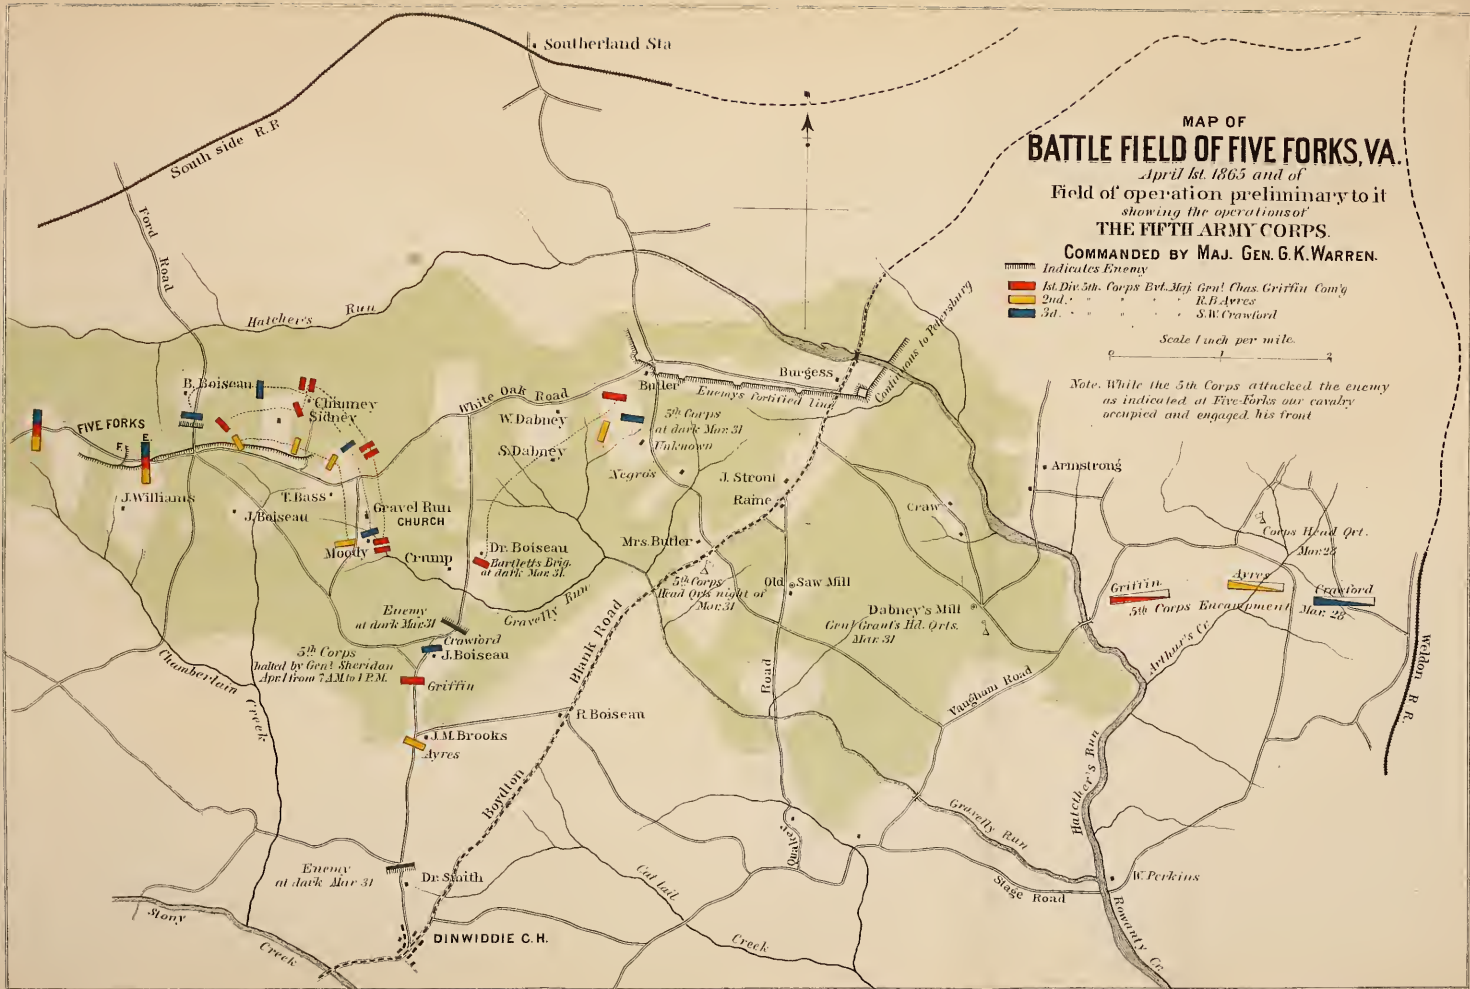 MAP OF
BATTLE FIELD OF FIVE FORKS, VA.
April 1st. 1865 and of
Field of operation preliminary to it
showing the operations of
THE FIFTH ARMY CORPS.
COMMANDED BY MAJ. GEN. G. K. WARREN.
Indicates Enemy
1st. Div. 5th. Corps Bvt. Maj. Genl. Chas. Griffin Com'g
2nd. " " " " R. B. Ayres
3d. " " " " S. W. Crawford
Scale 1 inch per mile.
0 1 2
Note. While the 5th Corps attacked the enemy
as indicated at Five-Forks our cavalry
occupied and engaged his front
Southerland Sta
South side R.R
Ford Road
Hatcher's Run
B. Boiseau
Chimney
Sidney
FIVE FORKS
F.
E.
J. Williams
J. Boiseau
T. Bass
Gravel Run
CHURCH
Moody
Crump
White Oak Road
W. Dabney
S. Dabney
Butler
Enemys fortified line
Burgess
Continuous to Petersburg
5th Corps
at dark Mar. 31
Unknown
Negros
J. Stront
Raine
Mrs. Butler
Dr. Boiseau
Bartletts Brig.
at dark Mar. 31.
Gravelly Run
5th Corps
Head Qrts night of
Mar. 31
Old Saw Mill
Craw
Armstrong
Dabney's Mill
Genl Grant's Hd. Qrts.
Mar. 31
Corps Head Qrt.
Mar. 28
Griffin
Ayres
Crawford
5th Corps Encampment Mar. 28
Arthur's Cr.
Weldon R. R.
Vaugham Road
Enemy
at dark Mar 31
Crawford
J. Boiseau
5th Corps
halted by Genl. Sheridan
Apr. 1 from 7 A.M. to 1 P.M.
Griffin
J. M. Brooks
Ayres
R. Boiseau
Boydton Blank Road
Chamberlain Creek
Quaker Road
Hatcther's Run
Gravelly Run
Stage Road
W. Perkins
Rowanty Cr.
Enemy
at dark Mar 31
Dr. Smith
DINWIDDIE C. H.
Stony Creek
Cat tail Creek